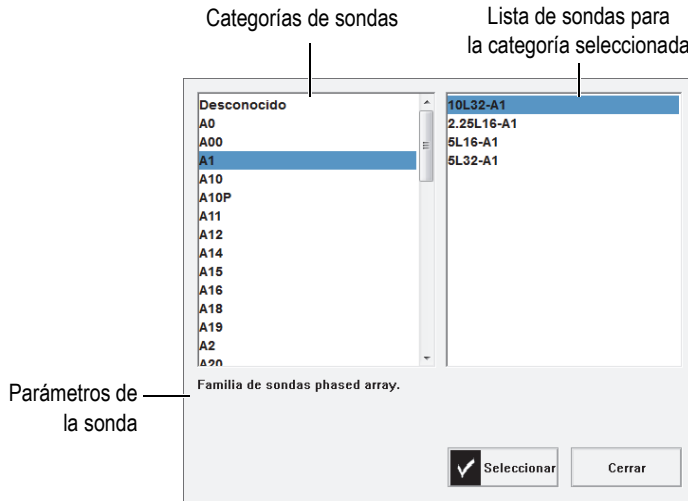 Categorías de sondas
Lista de sondas para
la categoría seleccionada
Desconocido
A0
A00
A1
A10
A10P
A11
A12
A14
A15
A16
A18
A19
A2
A20
10L32-A1
2.25L16-A1
5L16-A1
5L32-A1
Parámetros de
la sonda
Familia de sondas phased array.
Seleccionar
Cerrar